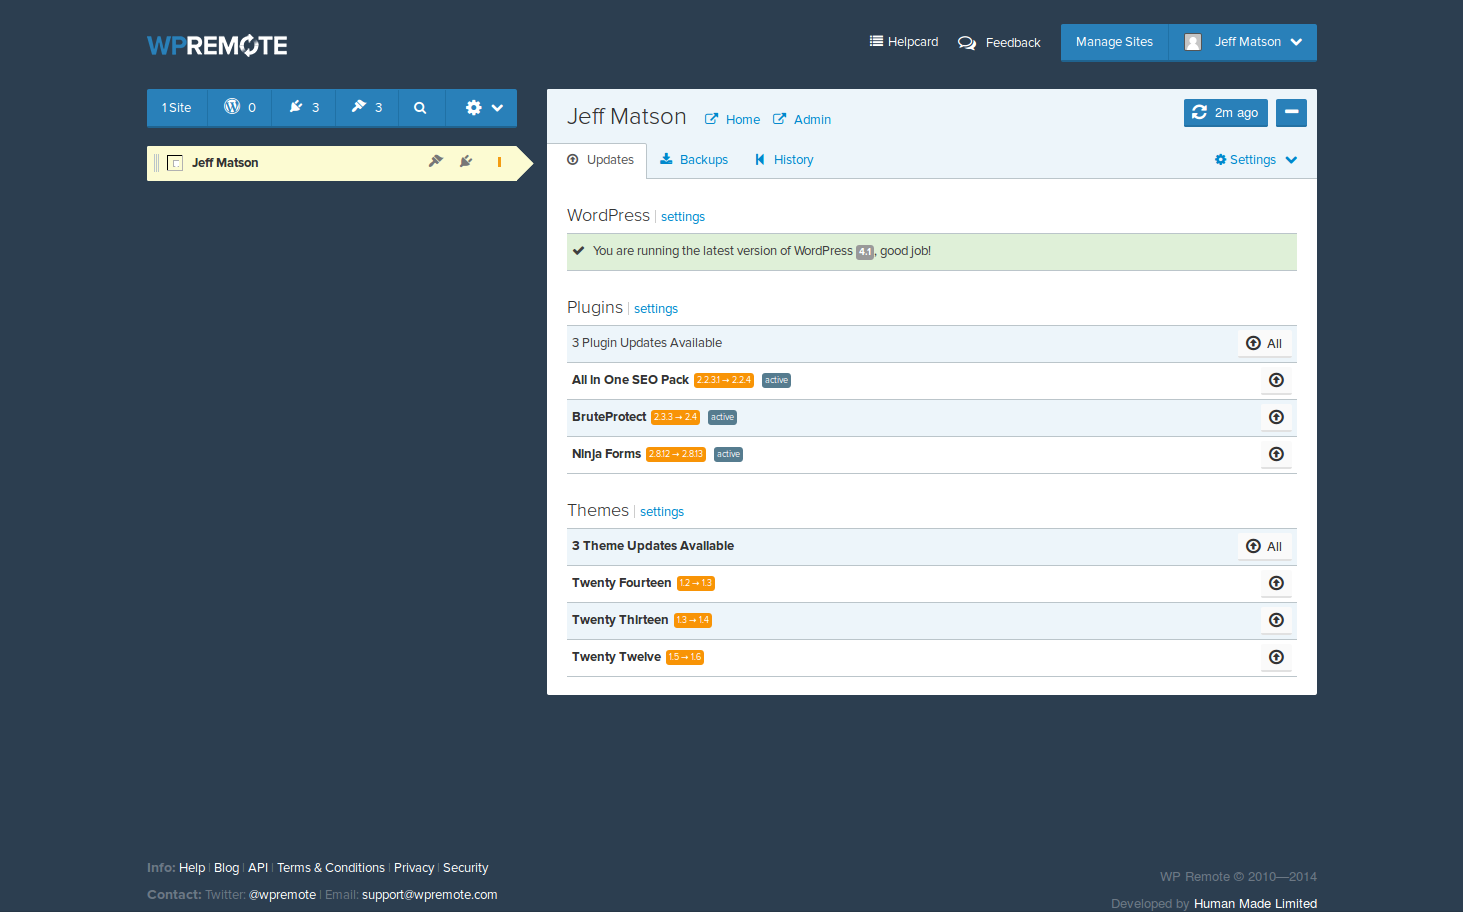 WPREMOTE
Helpcard
Feedback
Manage Sites
Jeff Matson
1 Site
0
3
3
Jeff Matson
Jeff Matson
Home
Admin
2m ago
Updates
Backups
History
Settings
WordPress | settings
You are running the latest version of WordPress 4.1, good job!
Plugins | settings
3 Plugin Updates Available
All
All in One SEO Pack 2.2.3.1 → 2.2.4 active
BruteProtect 2.3.3 → 2.4 active
Ninja Forms 2.8.12 → 2.8.13 active
Themes | settings
3 Theme Updates Available
All
Twenty Fourteen 1.2 → 1.3
Twenty Thirteen 1.3 → 1.4
Twenty Twelve 1.5 → 1.6
Info: Help | Blog | API | Terms & Conditions | Privacy | Security
Contact: Twitter: @wpremote | Email: support@wpremote.com
WP Remote © 2010—2014
Developed by Human Made Limited